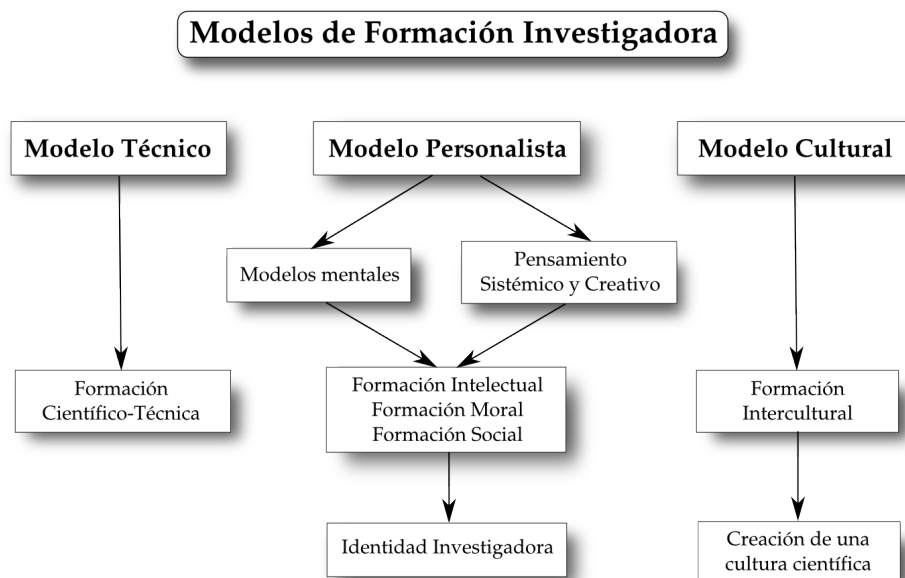 Modelos de Formación Investigadora
Modelo Técnico
Modelo Personalista
Modelo Cultural
Modelos mentales
Pensamiento
Sistémico y Creativo
Formación
Científico-Técnica
Formación Intelectual
Formación Moral
Formación Social
Formación
Intercultural
Identidad Investigadora
Creación de una
cultura científica